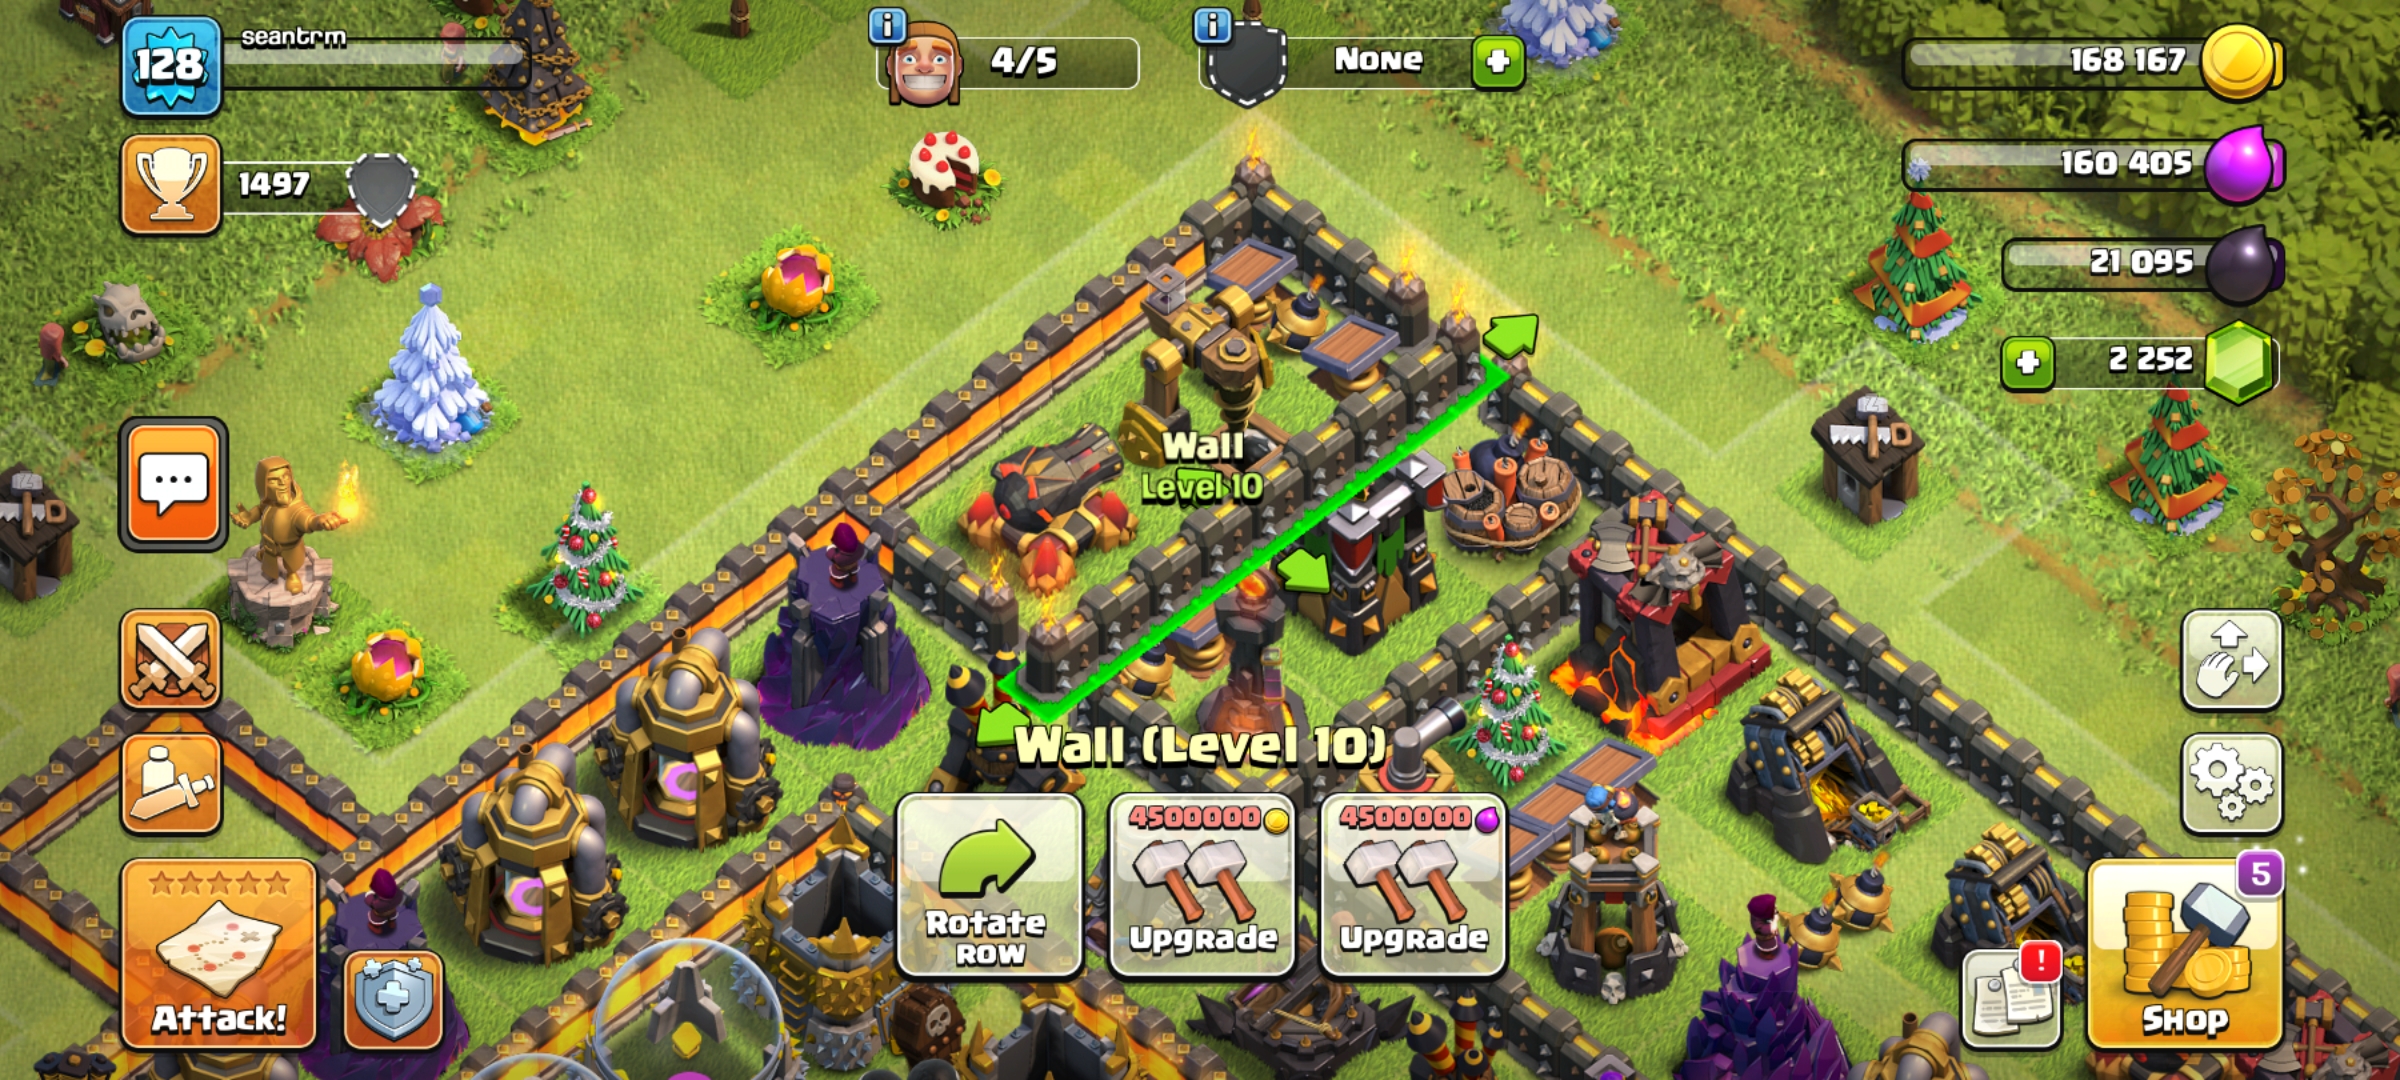 128
seantrm
4/5
None
168 167
1497
160 405
21 095
2 252
Wall
Level 10
Wall (Level 10)
4500000
4500000
Rotate
Row
Upgrade
Upgrade
5
!
Attack!
Shop